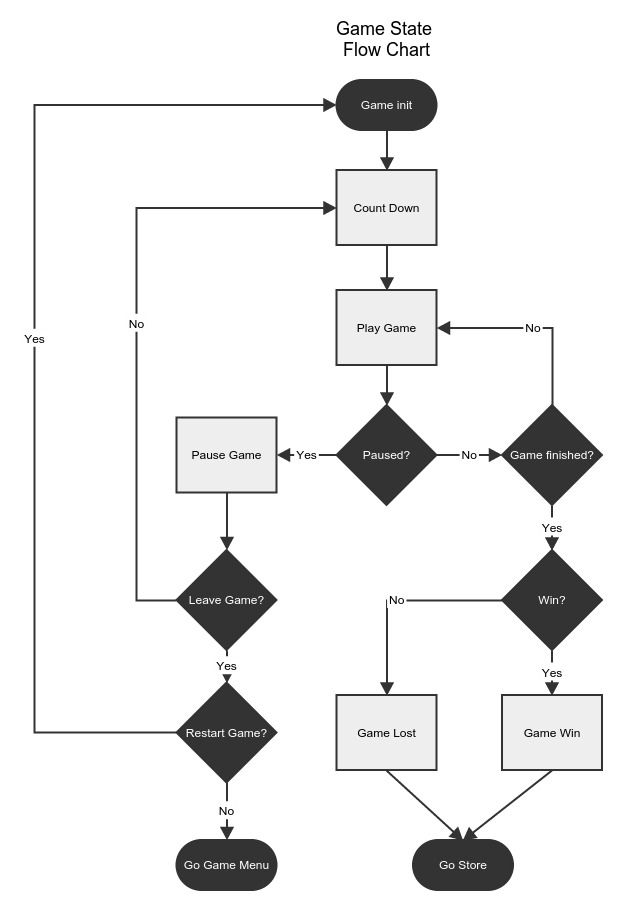 Game State
Flow Chart
Game init
Count Down
No
Play Game
No
Yes
Pause Game
Yes
Paused?
No
Game finished?
Yes
Leave Game?
No
Win?
Yes
Yes
Restart Game?
Game Lost
Game Win
No
Go Game Menu
Go Store